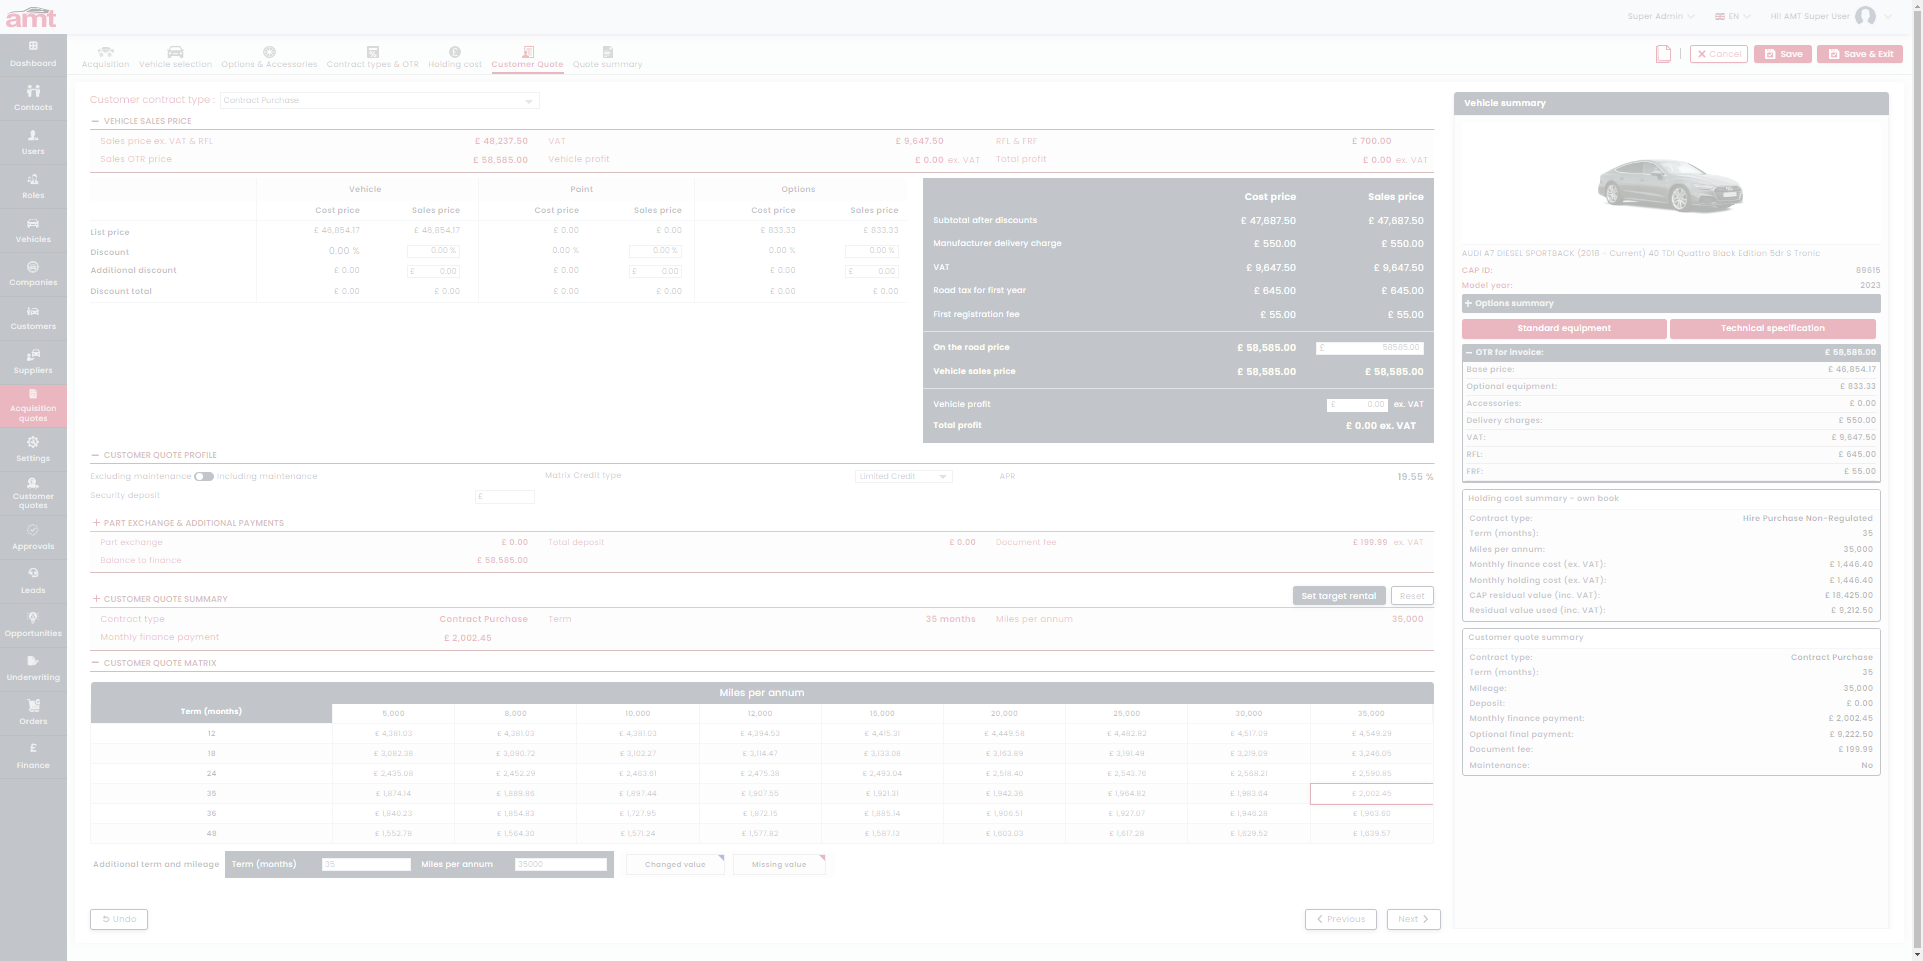 amt
Super Admin
EN
Hi! AMT Super User
Dashboard
Contacts
Users
Roles
Vehicles
Companies
Customers
Suppliers
Acquisition quotes
Settings
Customer quotes
Approvals
Leads
Opportunities
Underwriting
Orders
Finance
Acquisition Vehicle selection Options & Accessories Contract types & OTR Holding cost Customer Quote Quote summary
Cancel Save Save & Exit
Customer contract type : Contract Purchase
VEHICLE SALES PRICE
Sales price ex. VAT & RFL £ 48,237.50 VAT £ 9,647.50 RFL & FRF £ 700.00
Sales OTR price £ 58,585.00 Vehicle profit £ 0.00 ex. VAT Total profit £ 0.00 ex. VAT
Vehicle Paint Options
Cost price Sales price Cost price Sales price Cost price Sales price
List price £ 46,854.17 £ 46,854.17 £ 0.00 £ 0.00 £ 833.33 £ 833.33
Discount 0.00 % 0.00 % 0.00 % 0.00 % 0.00 % 0.00 %
Additional discount £ 0.00 £ 0.00 £ 0.00 £ 0.00 £ 0.00 £ 0.00
Discount total £ 0.00 £ 0.00 £ 0.00 £ 0.00 £ 0.00 £ 0.00
Cost price Sales price
Subtotal after discounts £ 47,687.50 £ 47,687.50
Manufacturer delivery charge £ 550.00 £ 550.00
VAT £ 9,647.50 £ 9,647.50
Road tax for first year £ 645.00 £ 645.00
First registration fee £ 55.00 £ 55.00
On the road price £ 58,585.00 £ 58585.00
Vehicle sales price £ 58,585.00 £ 58,585.00
Vehicle profit £ 0.00 ex. VAT
Total profit £ 0.00 ex. VAT
CUSTOMER QUOTE PROFILE
Excluding maintenance Including maintenance Matrix Credit type Limited Credit APR 19.55 %
Security deposit £
PART EXCHANGE & ADDITIONAL PAYMENTS
Part exchange £ 0.00 Total deposit £ 0.00 Document fee £ 199.99 ex. VAT
Balance to finance £ 58,585.00
CUSTOMER QUOTE SUMMARY Set target rental Reset
Contract type Contract Purchase Term 35 months Miles per annum 35,000
Monthly finance payment £ 2,002.45
CUSTOMER QUOTE MATRIX
Miles per annum
Term (months) 5,000 8,000 10,000 12,000 15,000 20,000 25,000 30,000 35,000
12 £ 4,381.03 £ 4,381.03 £ 4,381.03 £ 4,394.53 £ 4,415.31 £ 4,449.58 £ 4,482.82 £ 4,517.09 £ 4,549.29
18 £ 3,082.38 £ 3,090.72 £ 3,102.27 £ 3,114.47 £ 3,133.08 £ 3,163.89 £ 3,191.49 £ 3,219.09 £ 3,246.05
24 £ 2,435.08 £ 2,452.29 £ 2,463.61 £ 2,475.38 £ 2,493.04 £ 2,518.40 £ 2,543.76 £ 2,568.21 £ 2,590.85
35 £ 1,874.14 £ 1,889.85 £ 1,897.44 £ 1,907.55 £ 1,921.31 £ 1,942.36 £ 1,964.82 £ 1,983.64 £ 2,002.45
36 £ 1,840.23 £ 1,854.83 £ 1,727.95 £ 1,872.15 £ 1,885.14 £ 1,906.51 £ 1,927.07 £ 1,946.28 £ 1,963.60
48 £ 1,552.78 £ 1,564.30 £ 1,571.24 £ 1,577.82 £ 1,587.13 £ 1,603.03 £ 1,617.28 £ 1,629.52 £ 1,639.57
Additional term and mileage Term (months) 35 Miles per annum 35000 Changed value Missing value
Undo Previous Next
Vehicle summary
AUDI A7 DIESEL SPORTBACK (2018 - Current) 40 TDI Quattro Black Edition 5dr S Tronic
CAP ID: 89615
Model year: 2023
Options summary
Standard equipment Technical specification
OTR for invoice: £ 58,585.00
Base price: £ 46,854.17
Optional equipment: £ 833.33
Accessories: £ 0.00
Delivery charges: £ 550.00
VAT: £ 9,647.50
RFL: £ 645.00
FRF: £ 55.00
Holding cost summary - own book
Contract type: Hire Purchase Non-Regulated
Term (months): 35
Miles per annum: 35,000
Monthly finance cost (ex. VAT): £ 1,446.40
Monthly holding cost (ex. VAT): £ 1,446.40
CAP residual value (inc. VAT): £ 18,425.00
Residual value used (inc. VAT): £ 9,212.50
Customer quote summary
Contract type: Contract Purchase
Term (months): 35
Mileage: 35,000
Deposit: £ 0.00
Monthly finance payment: £ 2,002.45
Optional final payment: £ 9,222.50
Document fee: £ 199.99
Maintenance: No